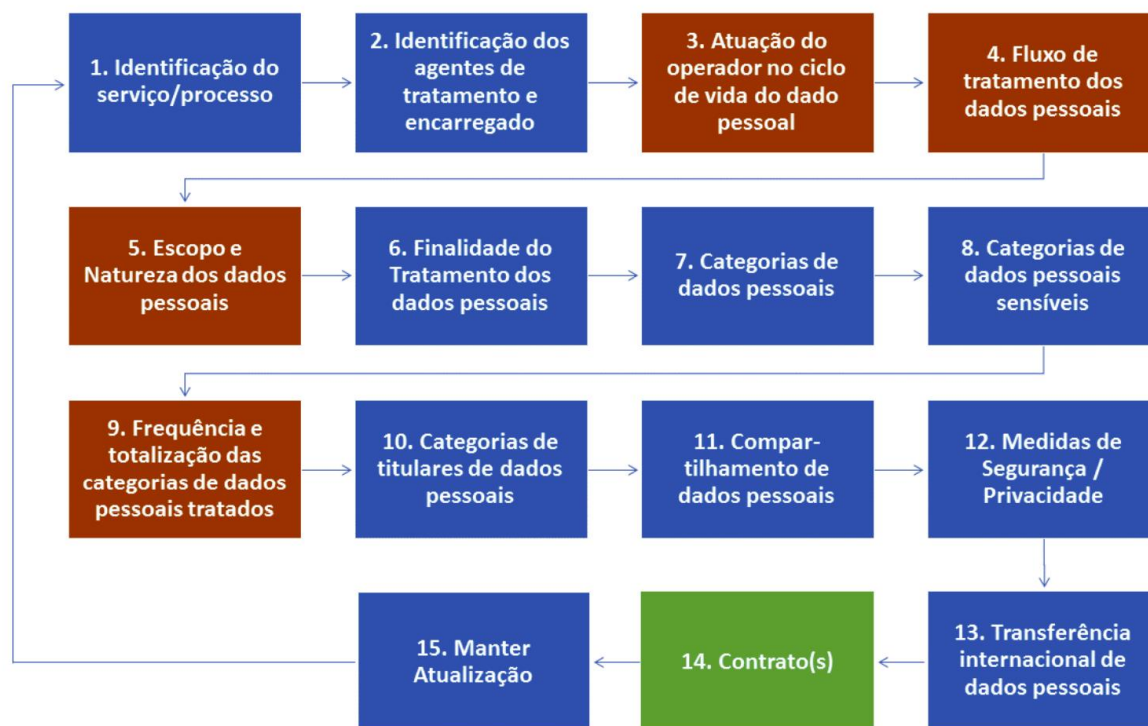 1. Identificação do
serviço/processo
2. Identificação dos
agentes de
tratamento e
encarregado
3. Atuação do
operador no ciclo
de vida do dado
pessoal
4. Fluxo de
tratamento dos
dados pessoais
5. Escopo e
Natureza dos dados
pessoais
6. Finalidade do
Tratamento dos
dados pessoais
7. Categorias de
dados pessoais
8. Categorias de
dados pessoais
sensíveis
9. Frequência e
totalização das
categorias de dados
pessoais tratados
10. Categorias de
titulares de dados
pessoais
11. Compar-
tilhamento de
dados pessoais
12. Medidas de
Segurança /
Privacidade
13. Transferência
internacional de
dados pessoais
14. Contrato(s)
15. Manter
Atualização